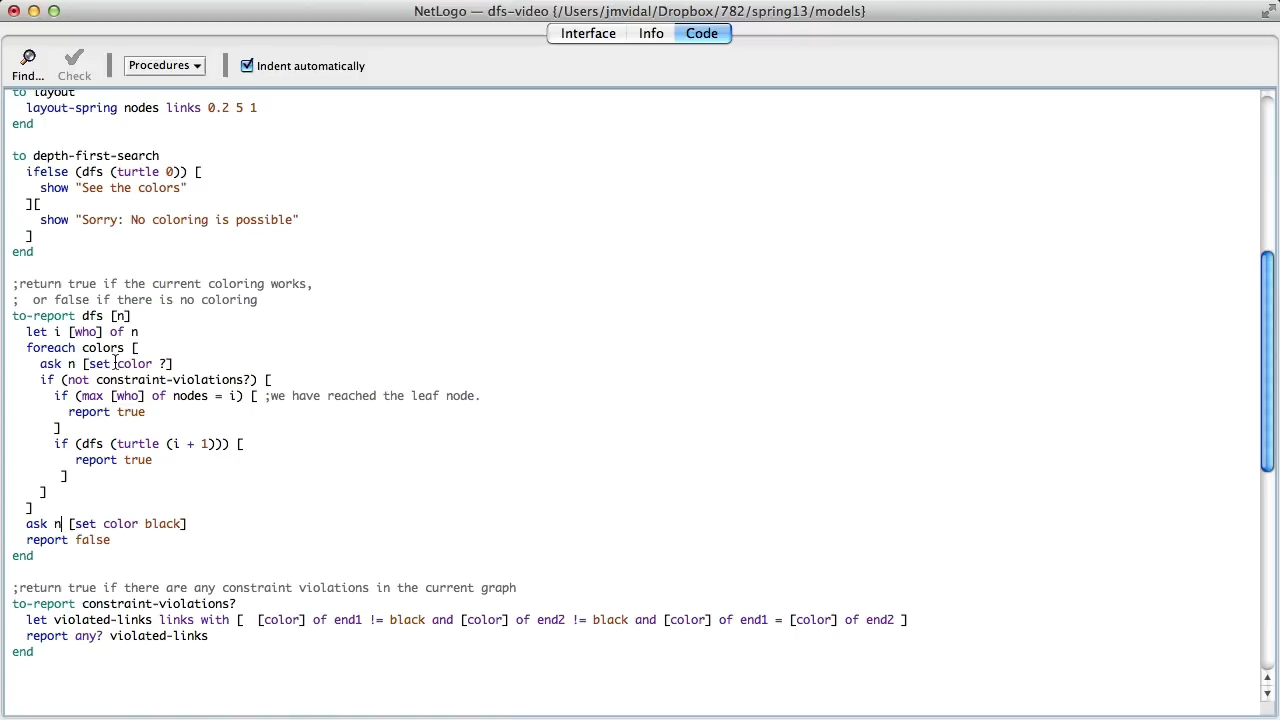 NetLogo — dfs-video {/Users/jmvidal/Dropbox/782/spring13/models}
Interface Info Code
Find... Check Procedures Indent automatically
to layout
layout-spring nodes links 0.2 5 1
end
to depth-first-search
ifelse (dfs (turtle 0)) [
show "See the colors"
][
show "Sorry: No coloring is possible"
]
end
;return true if the current coloring works,
;  or false if there is no coloring
to-report dfs [n]
let i [who] of n
foreach colors [
ask n [set color ?]
if (not constraint-violations?) [
if (max [who] of nodes = i) [ ;we have reached the leaf node.
report true
]
if (dfs (turtle (i + 1))) [
report true
]
]
]
ask n [set color black]
report false
end
;return true if there are any constraint violations in the current graph
to-report constraint-violations?
let violated-links links with [  [color] of end1 != black and [color] of end2 != black and [color] of end1 = [color] of end2 ]
report any? violated-links
end